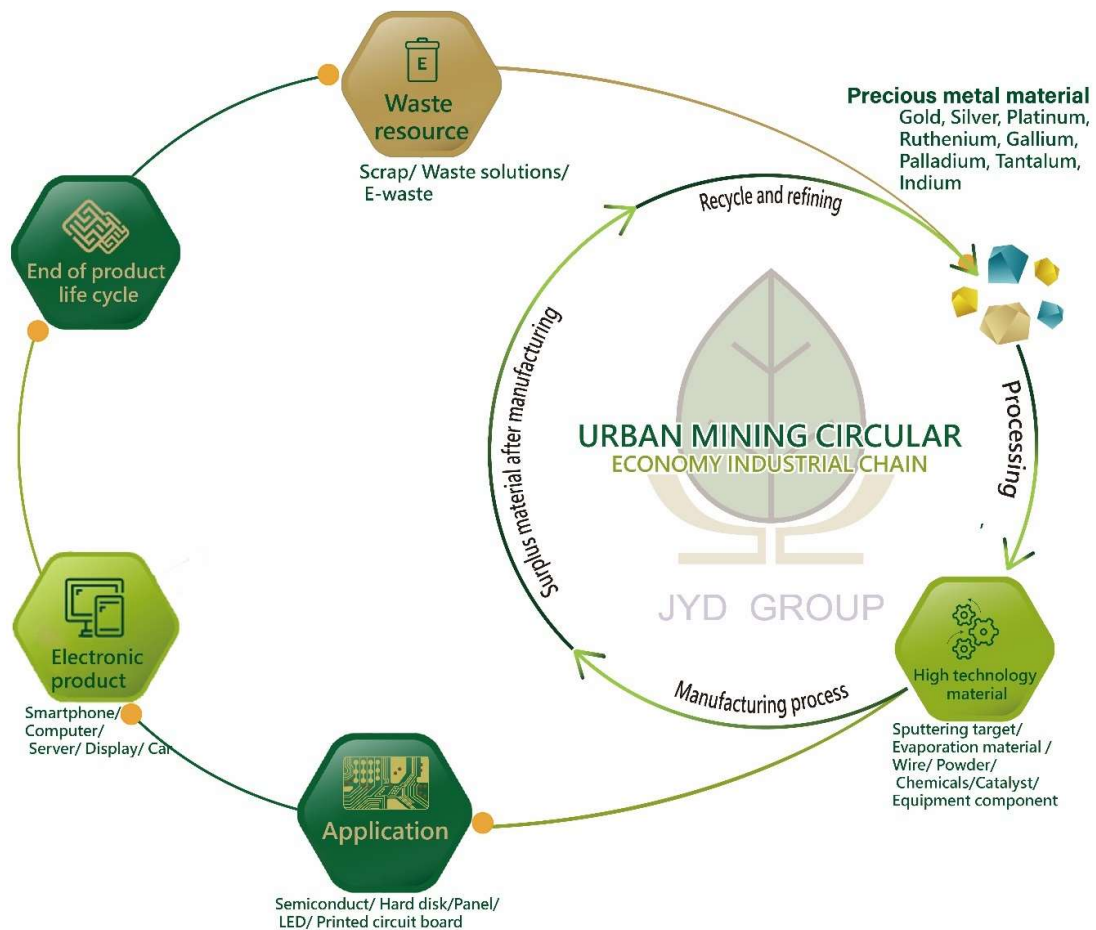 E
Waste
resource
Scrap/ Waste solutions/
E-waste
Precious metal material
Gold, Silver, Platinum,
Ruthenium, Gallium,
Palladium, Tantalum,
Indium
Recycle and refining
End of product
life cycle
Surplus material after manufacturing
URBAN MINING CIRCULAR
ECONOMY INDUSTRIAL CHAIN
Processing
JYD GROUP
Electronic
product
Smartphone/
Computer/
Server/ Display/ Car
High technology
material
Sputtering target/
Evaporation material /
Wire/ Powder/
Chemicals/Catalyst/
Equipment component
Manufacturing process
Application
Semiconduct/ Hard disk/Panel/
LED/ Printed circuit board